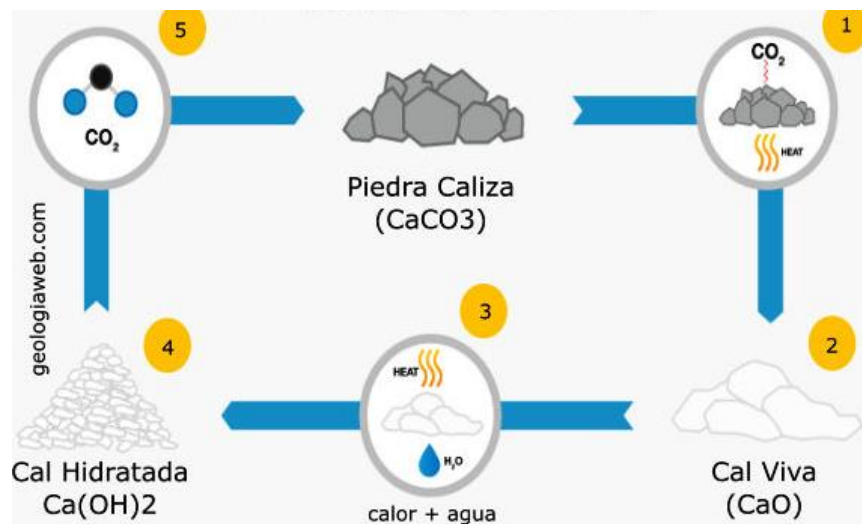 5
CO2
geologiaweb.com
Piedra Caliza
(CaCO3)
1
CO2
HEAT
4
Cal Hidratada
Ca(OH)2
3
HEAT
H2O
calor + agua
2
Cal Viva
(CaO)